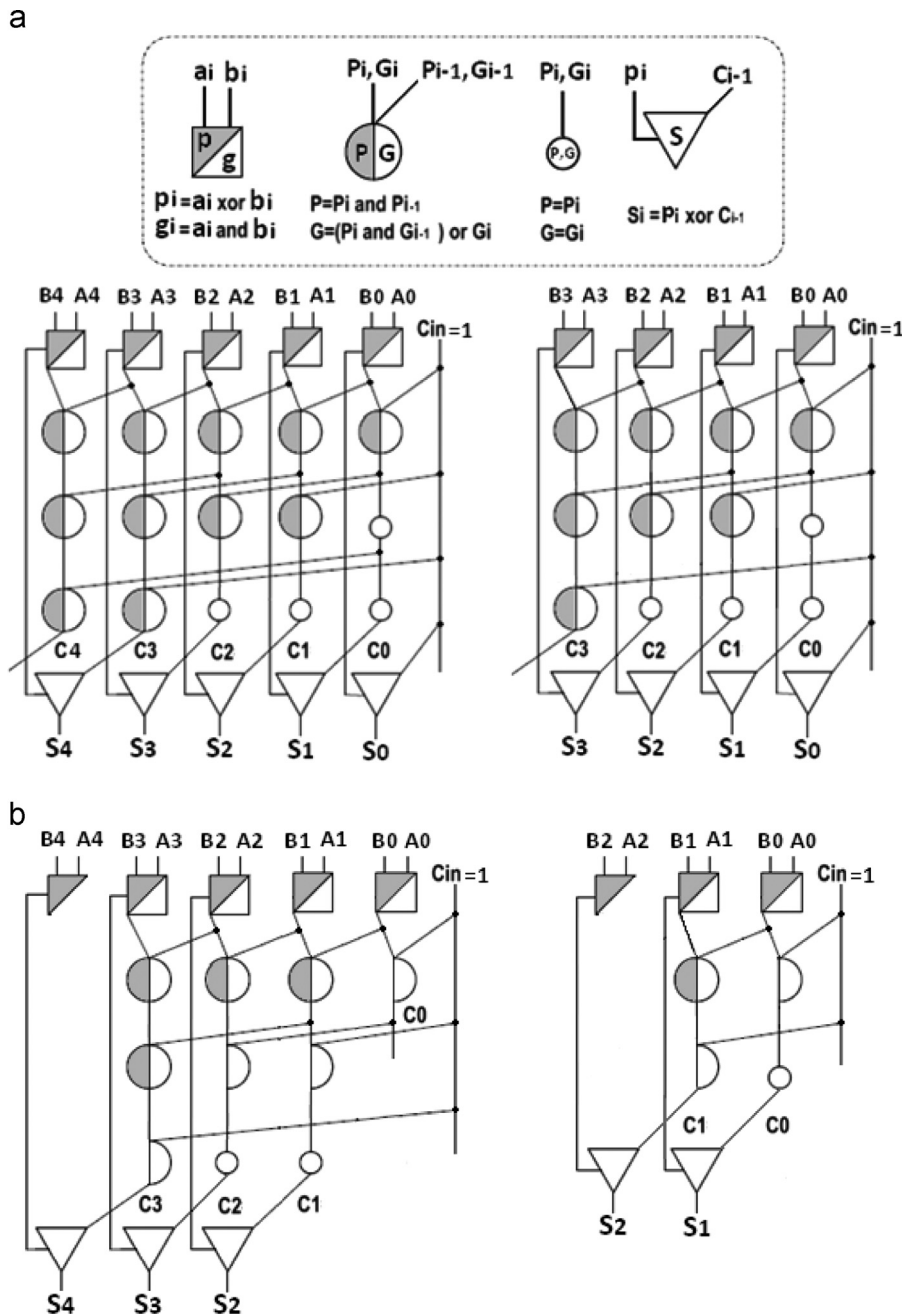 a
ai bi Pi,Gi Pi-1,Gi-1 Pi,Gi pi Ci-1
p g P G P,G S
pi=ai xor bi P=Pi and Pi-1 P=Pi Si =Pi xor Ci-1
gi=ai and bi G=(Pi and Gi-1 ) or Gi G=Gi
B4 A4 B3 A3 B2 A2 B1 A1 B0 A0 Cin=1 B3 A3 B2 A2 B1 A1 B0 A0 Cin=1
C4 C3 C2 C1 C0 C3 C2 C1 C0
S4 S3 S2 S1 S0 S3 S2 S1 S0
b
B4 A4 B3 A3 B2 A2 B1 A1 B0 A0 Cin=1 B2 A2 B1 A1 B0 A0 Cin=1
C0
C1 C0
C3 C2 C1
S2 S1
S4 S3 S2